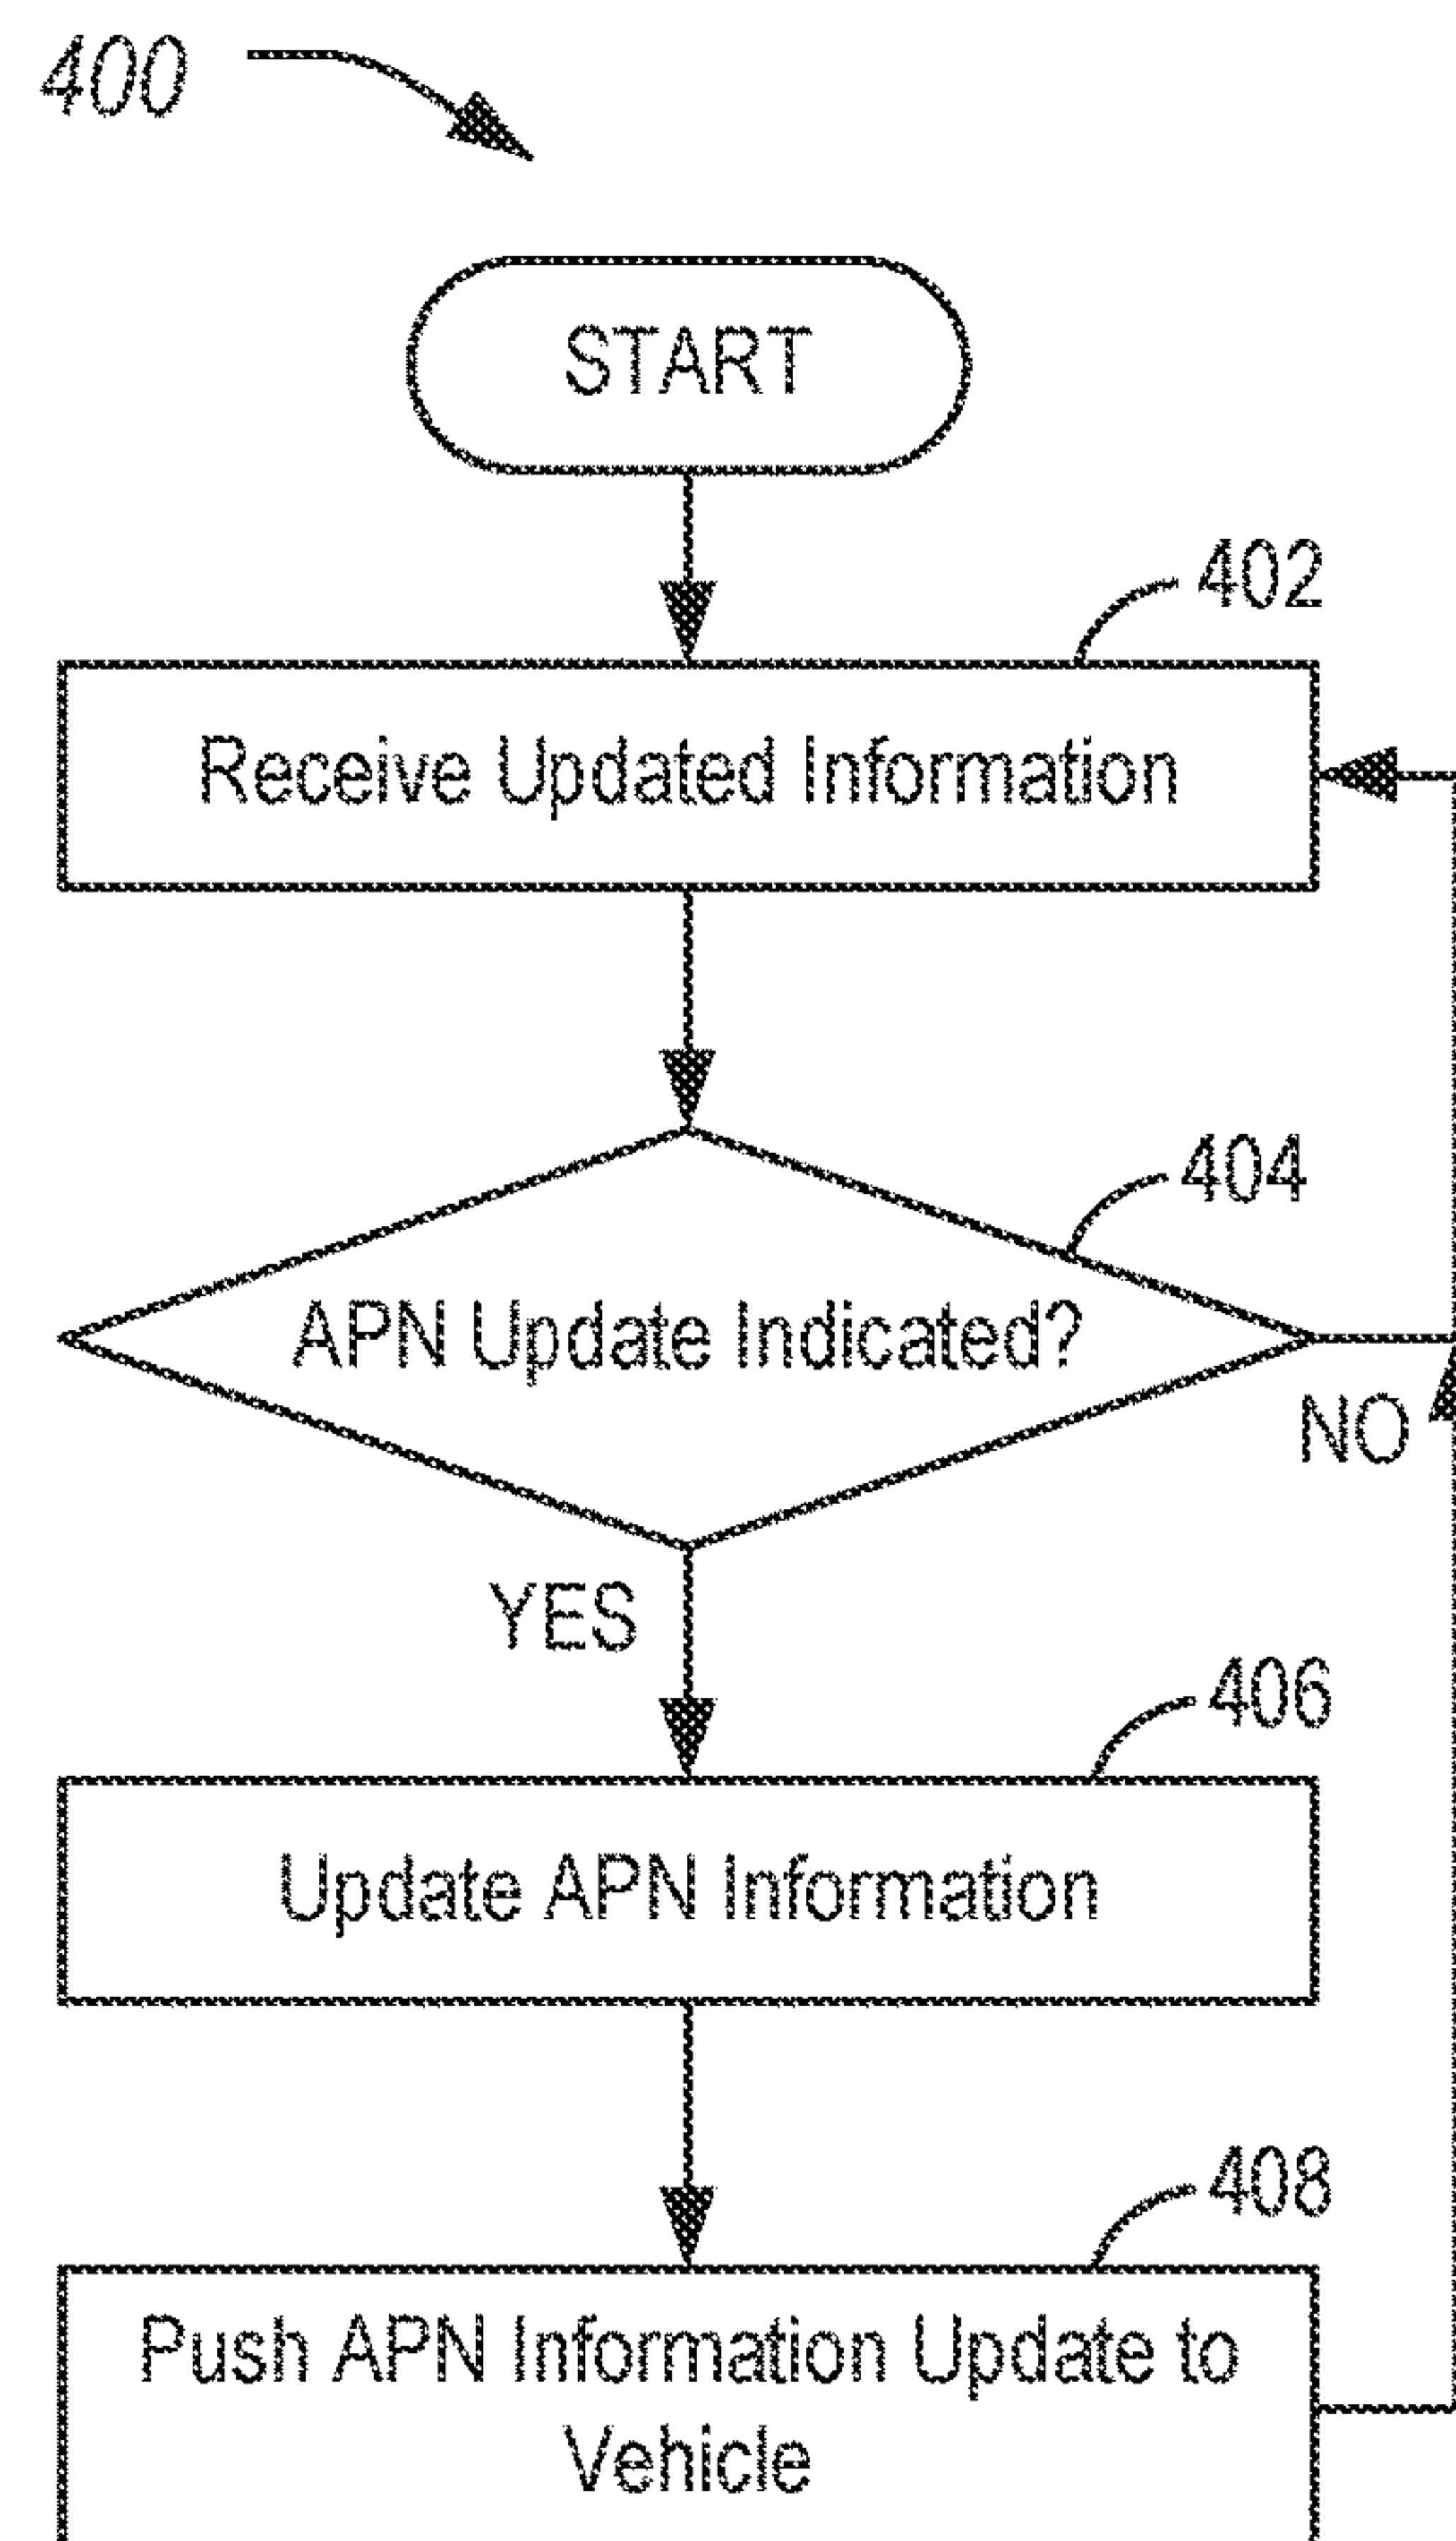 400
START
402
Receive Updated Information
404
APN Update Indicated?
NO
YES
406
Update APN Information
408
Push APN Information Update to
Vehicle